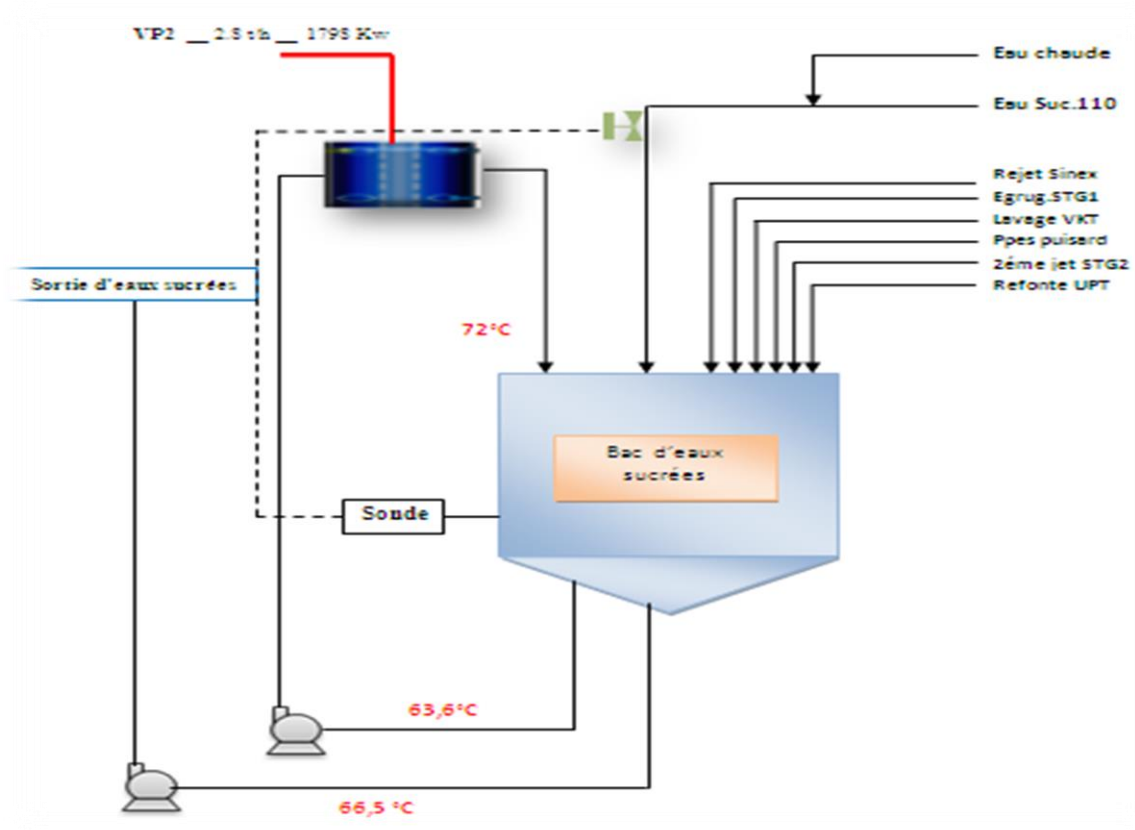 VP2 __ 2.8 t/h __ 1798 Kw
Eau chaude
Eau Suc.110
Rejet Sinex
Egrug.STG1
Lavage VKT
Ppes puisard
2éme jet STG2
Refonte UPT
Sortie d'eaux sucrées
72°C
Bac d'eaux
sucrées
Sonde
63,6°C
66,5 °C